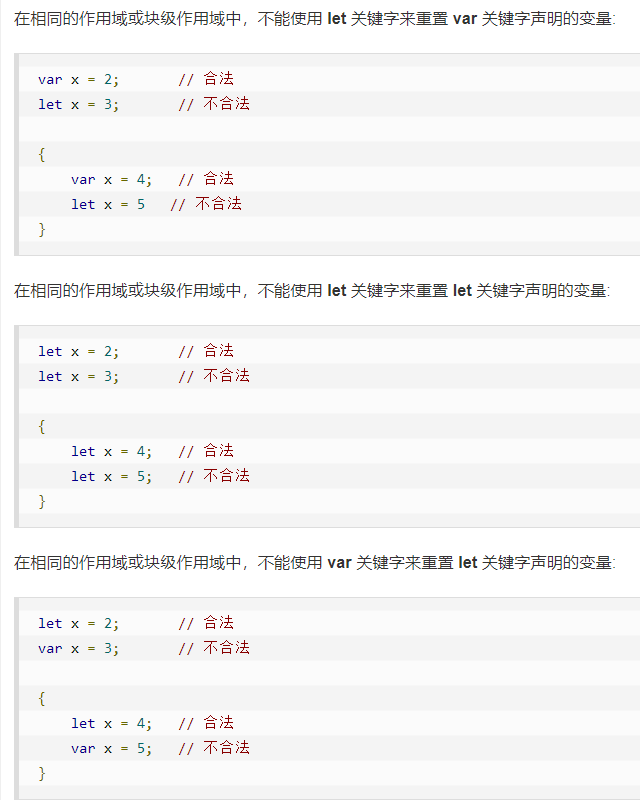 在相同的作用域或块级作用域中，不能使用 let 关键字来重置 var 关键字声明的变量:
var x = 2;       // 合法
let x = 3;       // 不合法
{
    var x = 4;   // 合法
    let x = 5   // 不合法
}
在相同的作用域或块级作用域中，不能使用 let 关键字来重置 let 关键字声明的变量:
let x = 2;       // 合法
let x = 3;       // 不合法
{
    let x = 4;   // 合法
    let x = 5;   // 不合法
}
在相同的作用域或块级作用域中，不能使用 var 关键字来重置 let 关键字声明的变量:
let x = 2;       // 合法
var x = 3;       // 不合法
{
    let x = 4;   // 合法
    var x = 5;   // 不合法
}